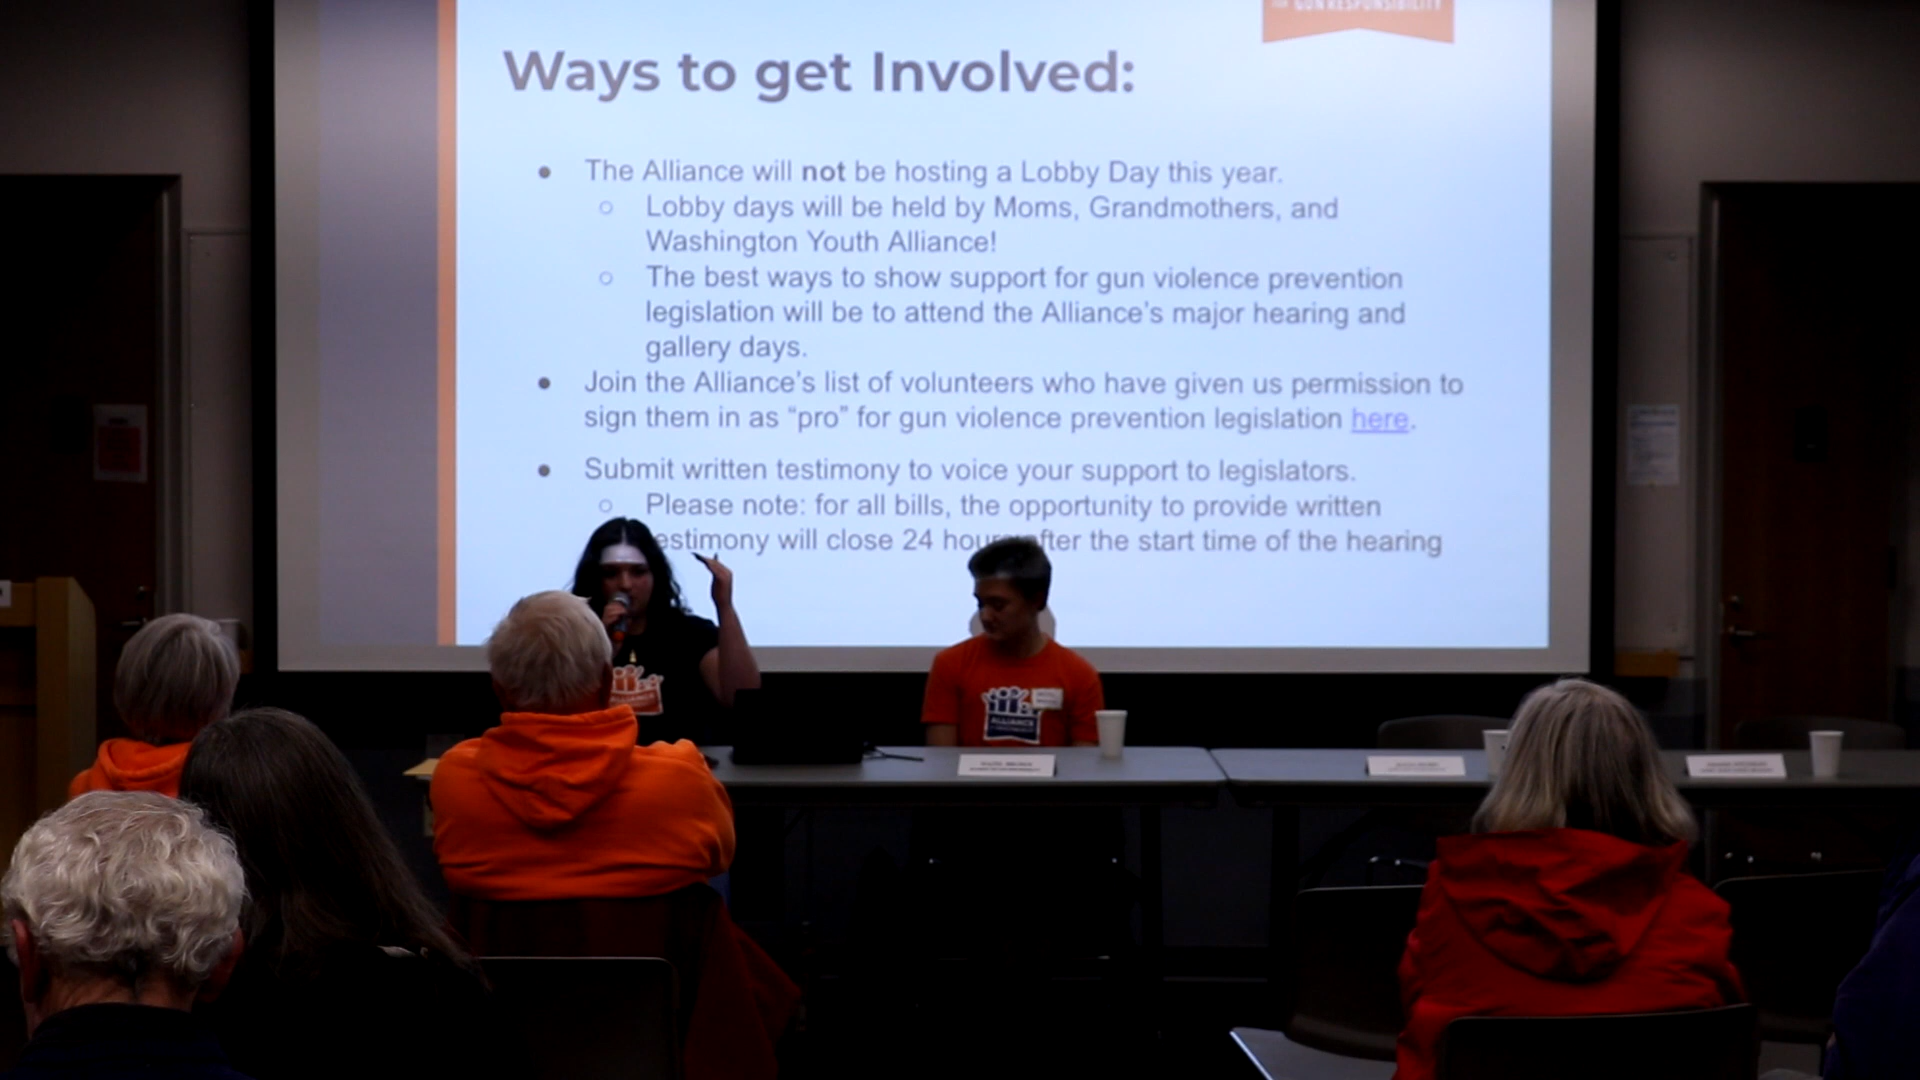 GUN RESPONSIBILITY
Ways to get Involved:
● The Alliance will not be hosting a Lobby Day this year.
○ Lobby days will be held by Moms, Grandmothers, and
Washington Youth Alliance!
○ The best ways to show support for gun violence prevention
legislation will be to attend the Alliance's major hearing and
gallery days.
● Join the Alliance's list of volunteers who have given us permission to
sign them in as “pro” for gun violence prevention legislation here.
● Submit written testimony to voice your support to legislators.
○ Please note: for all bills, the opportunity to provide written
estimony will close 24 hours after the start time of the hearing
ALLIANCE
ALLIANCE